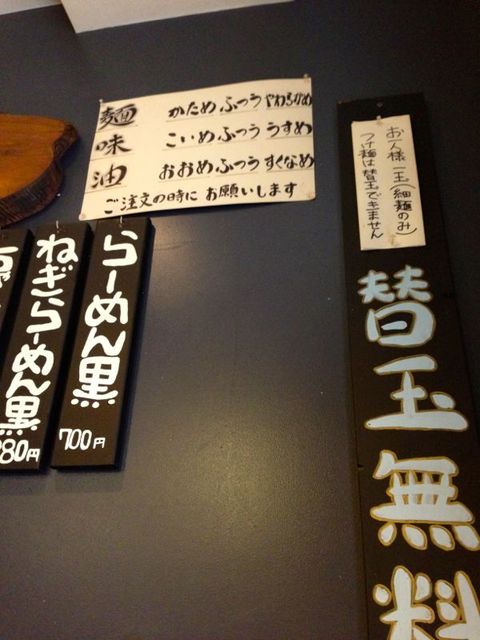 麺 かため ふつう やわらかめ
味 こいめ ふつう うすめ
油 おおめ ふつう すくなめ
ご注文の時に お願いします
お一人様一玉(細麺のみ)
つけ麺は替玉できません
替玉無料
らーめん黒
700円
ねぎらーめん黒
880円